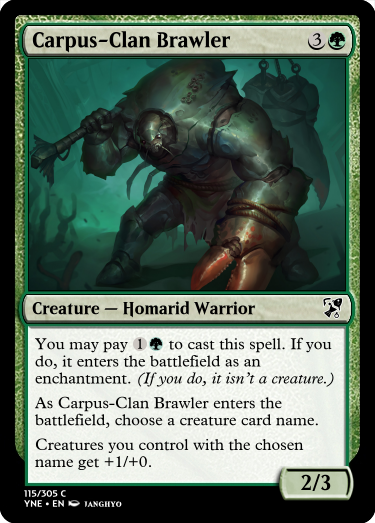 Carpus-Clan Brawler 3
Creature — Homarid Warrior
You may pay 1 to cast this spell. If you
do, it enters the battlefield as an
enchantment. (If you do, it isn't a creature.)
As Carpus-Clan Brawler enters the
battlefield, choose a creature card name.
Creatures you control with the chosen
name get +1/+0.
2/3
115/305 C
YNE • EN JANGHYO